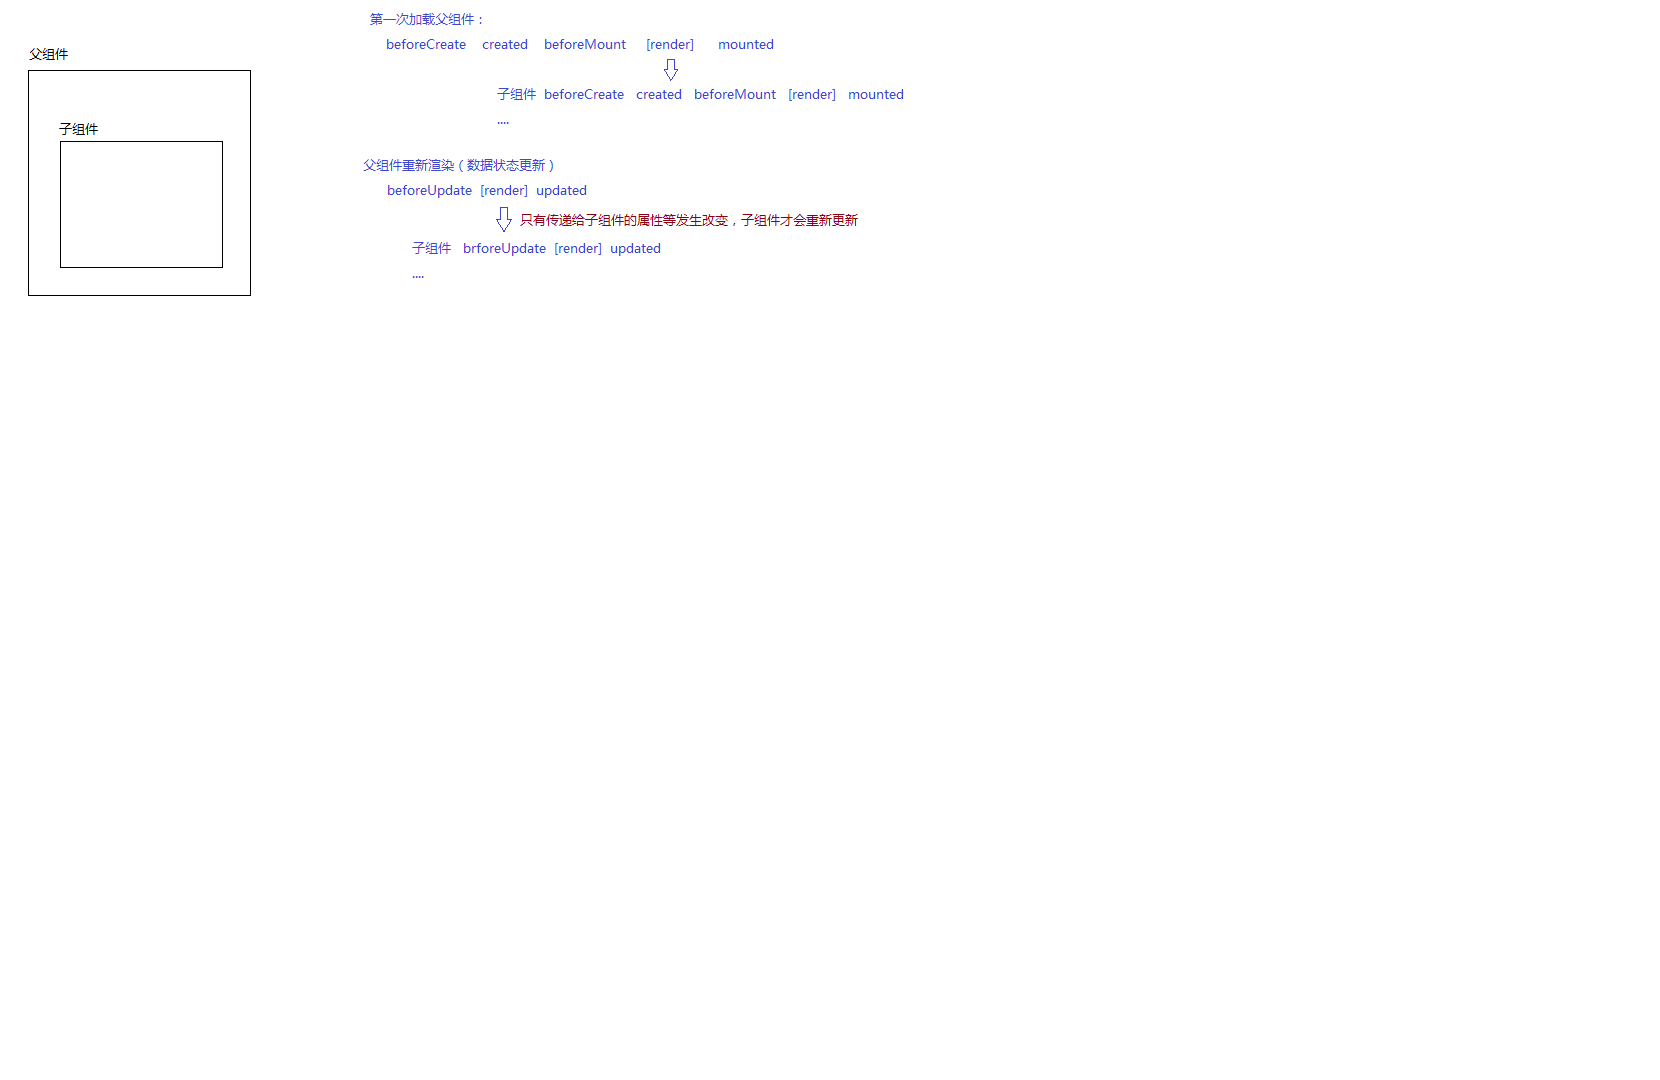 父组件
子组件
第一次加载父组件：
beforeCreate created beforeMount [render] mounted
子组件 beforeCreate created beforeMount [render] mounted
....
父组件重新渲染（数据状态更新）
beforeUpdate [render] updated
只有传递给子组件的属性等发生改变，子组件才会重新更新
子组件 brforeUpdate [render] updated
....